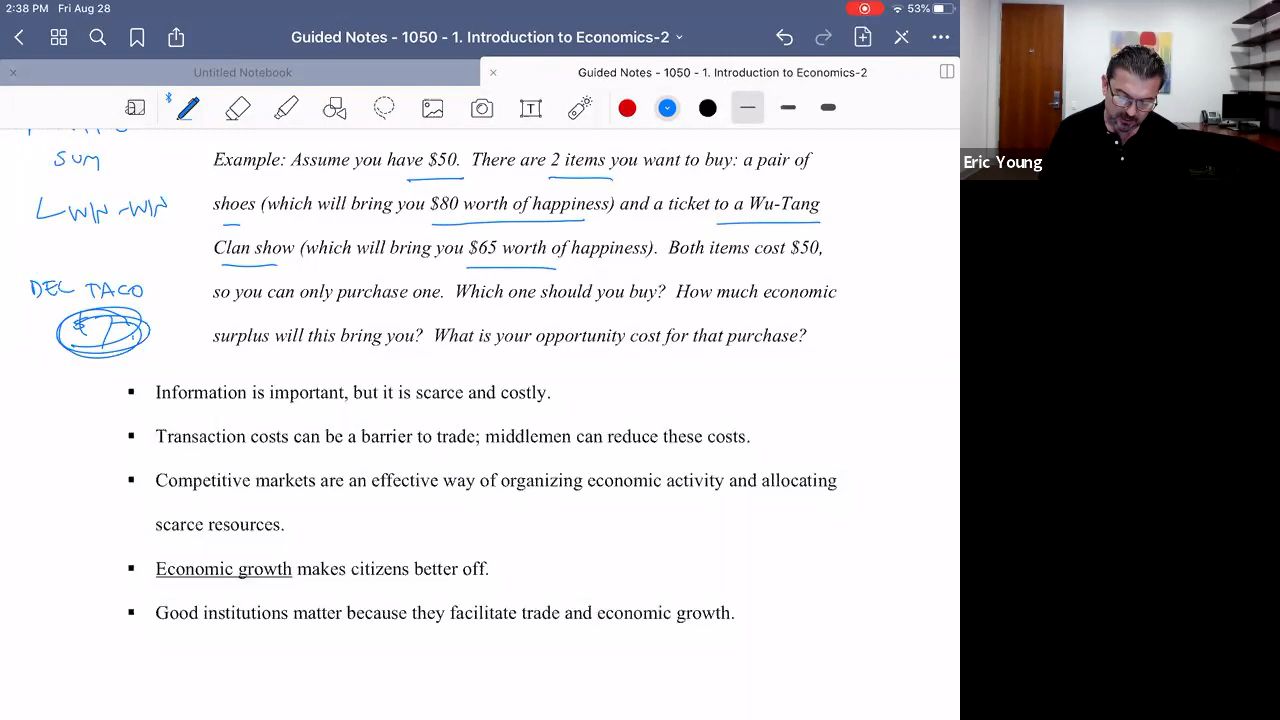 2:38 PM Fri Aug 28
53%
Guided Notes - 1050 - 1. Introduction to Economics-2
Untitled Notebook
Guided Notes - 1050 - 1. Introduction to Economics-2
SUM
WIN-WIN
DEL TACO
$7
Example: Assume you have $50. There are 2 items you want to buy: a pair of
shoes (which will bring you $80 worth of happiness) and a ticket to a Wu-Tang
Clan show (which will bring you $65 worth of happiness). Both items cost $50,
so you can only purchase one. Which one should you buy? How much economic
surplus will this bring you? What is your opportunity cost for that purchase?
▪ Information is important, but it is scarce and costly.
▪ Transaction costs can be a barrier to trade; middlemen can reduce these costs.
▪ Competitive markets are an effective way of organizing economic activity and allocating
scarce resources.
▪ Economic growth makes citizens better off.
▪ Good institutions matter because they facilitate trade and economic growth.
Eric Young